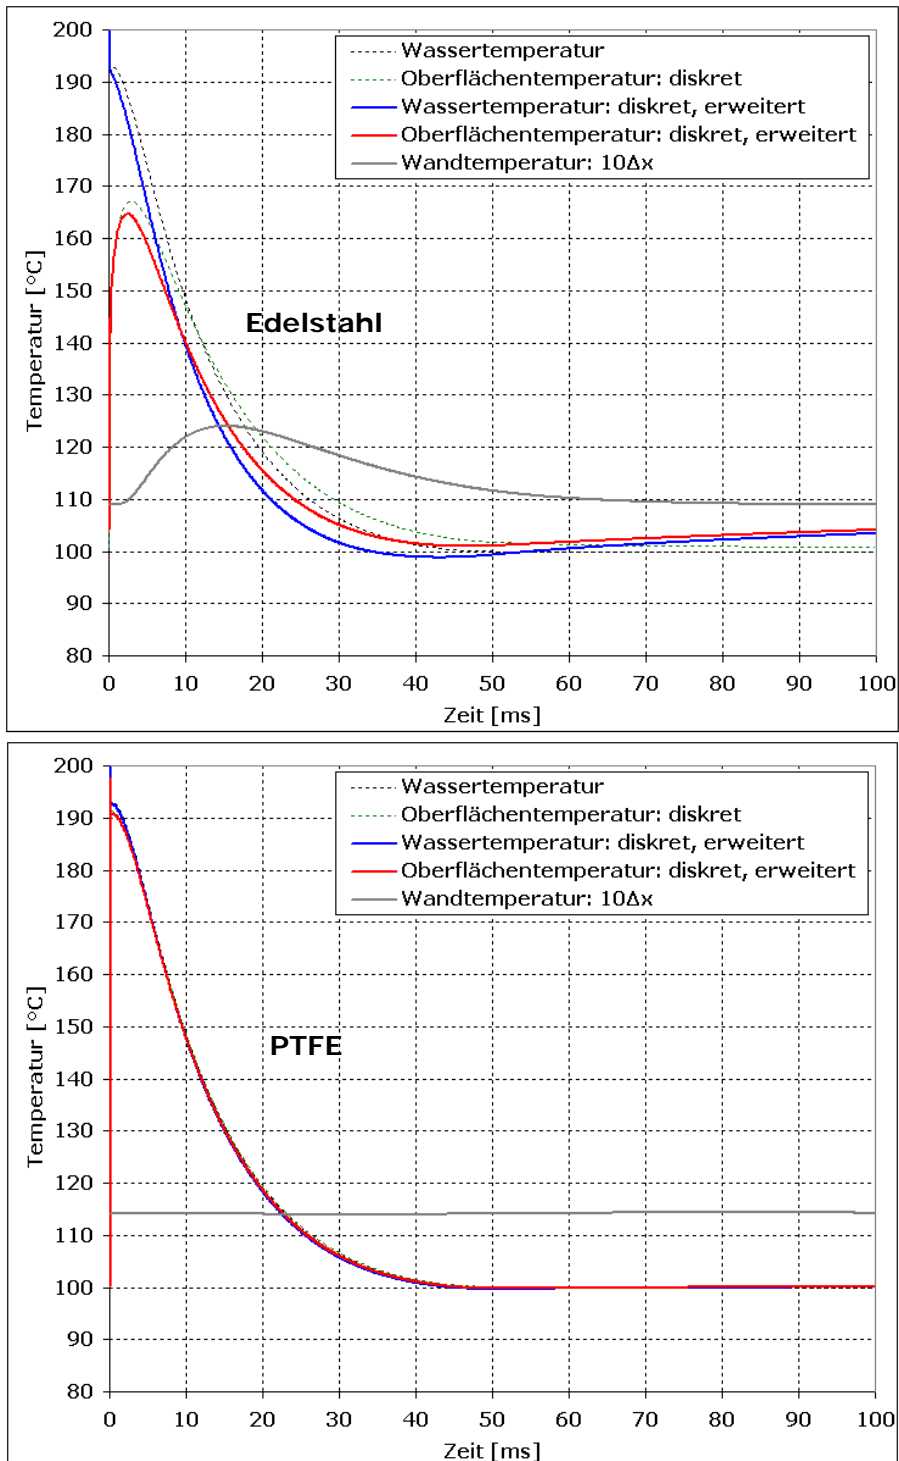 200
190
180
170
160
150
140
130
120
110
100
90
80
Temperatur [°C]
Wassertemperatur
Oberflächentemperatur: diskret
Wassertemperatur: diskret, erweitert
Oberflächentemperatur: diskret, erweitert
Wandtemperatur: 10Δx
Edelstahl
0 10 20 30 40 50 60 70 80 90 100
Zeit [ms]
200
190
180
170
160
150
140
130
120
110
100
90
80
Temperatur [°C]
Wassertemperatur
Oberflächentemperatur: diskret
Wassertemperatur: diskret, erweitert
Oberflächentemperatur: diskret, erweitert
Wandtemperatur: 10Δx
PTFE
0 10 20 30 40 50 60 70 80 90 100
Zeit [ms]